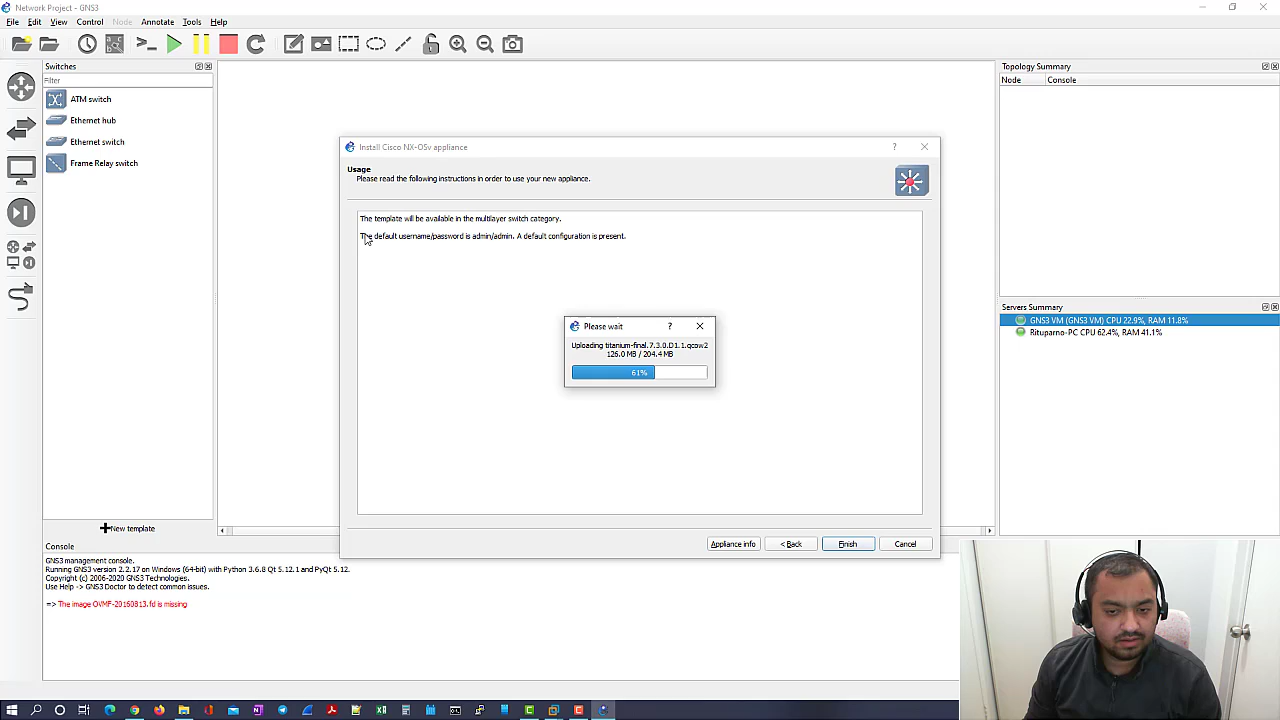 Network Project - GNS3
File Edit View Control Node Annotate Tools Help
Switches
Filter
ATM switch
Ethernet hub
Ethernet switch
Frame Relay switch
New template
Install Cisco NX-OSv appliance
?
Usage
Please read the following instructions in order to use your new appliance.
The template will be available in the multilayer switch category.
The default username/password is admin/admin. A default configuration is present.
Please wait
?
Uploading titanium-final.7.3.0.D1.1.qcow2
126.0 MB / 204.4 MB
61%
Appliance info
< Back
Finish
Cancel
Topology Summary
Node Console
Servers Summary
GNS3 VM (GNS3 VM) CPU 22.9%, RAM 11.8%
Rituparno-PC CPU 62.4%, RAM 41.1%
Console
GNS3 management console.
Running GNS3 version 2.2.17 on Windows (64-bit) with Python 3.6.8 Qt 5.12.1 and PyQt 5.12.
Copyright (c) 2006-2020 GNS3 Technologies.
Use Help -> GNS3 Doctor to detect common issues.
=> The image OVMF-20160813.fd is missing